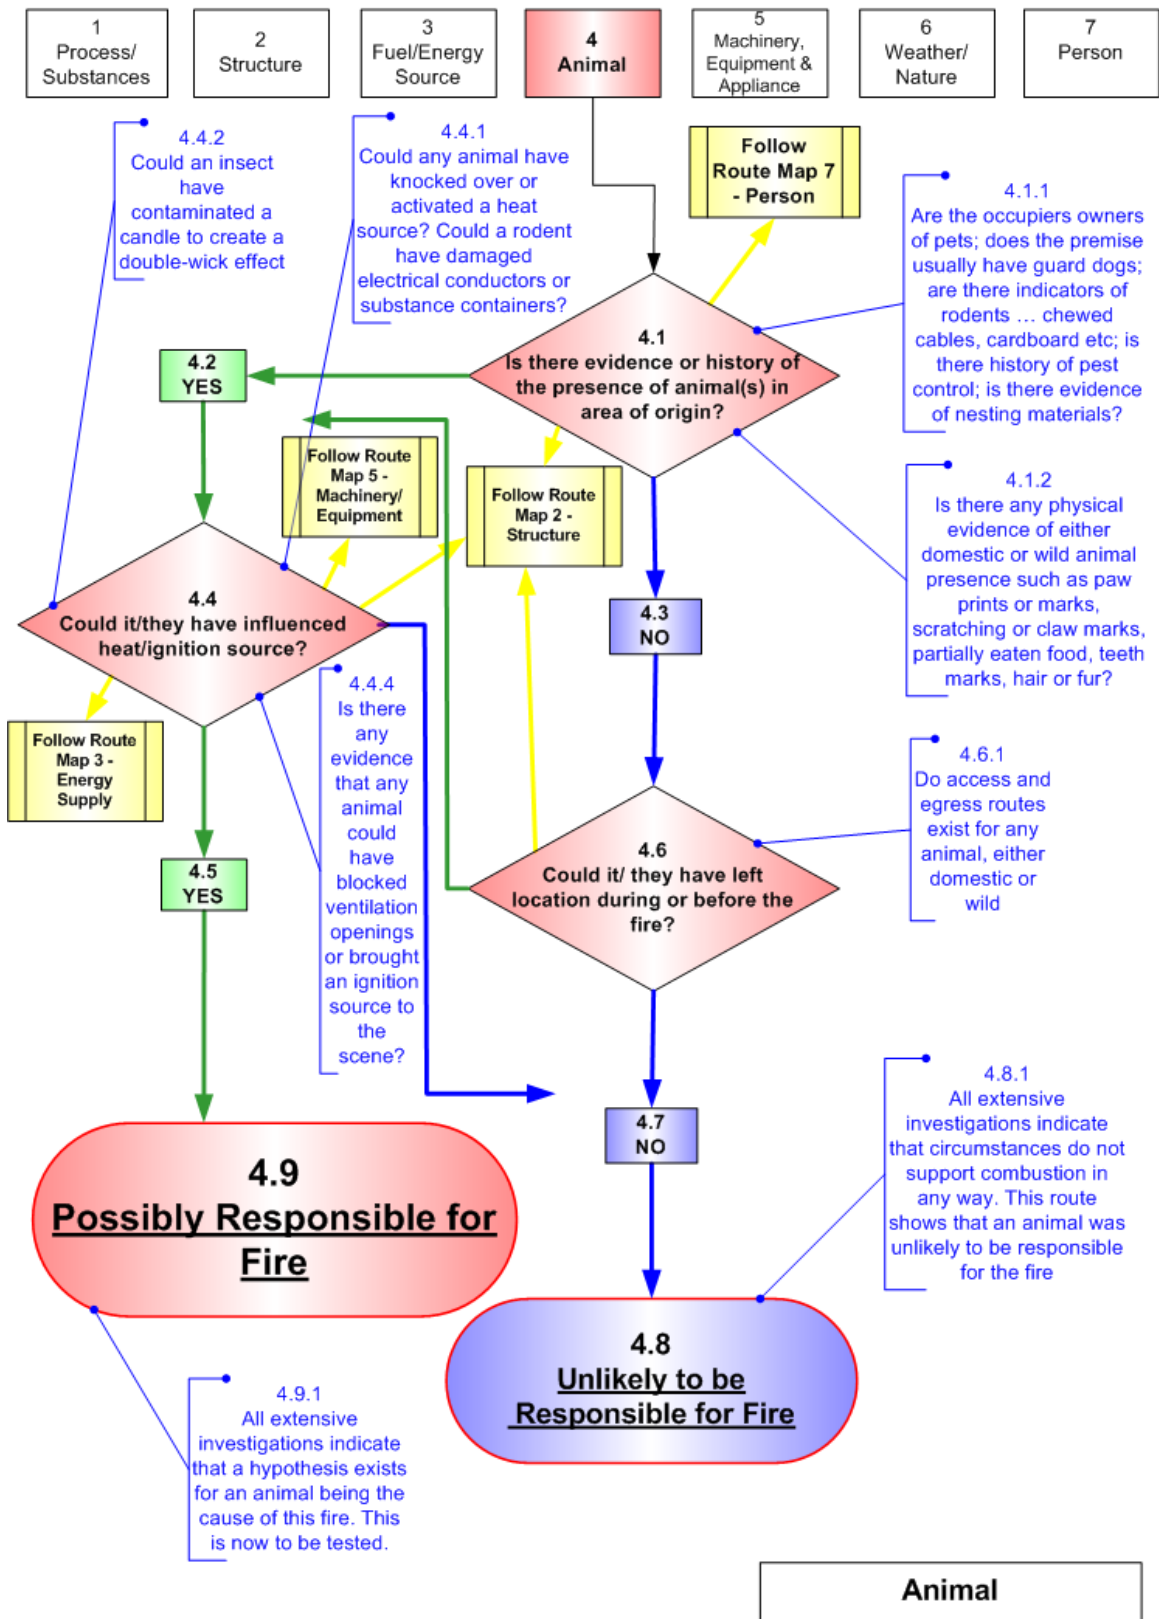 1
Process/
Substances
2
Structure
3
Fuel/Energy
Source
4
Animal
5
Machinery,
Equipment &
Appliance
6
Weather/
Nature
7
Person
4.4.2
Could an insect
have
contaminated a
candle to create a
double-wick effect
4.4.1
Could any animal have
knocked over or
activated a heat
source? Could a rodent
have damaged
electrical conductors or
substance containers?
Follow
Route Map 7
- Person
4.1.1
Are the occupiers owners
of pets; does the premise
usually have guard dogs;
are there indicators of
rodents ... chewed
cables, cardboard etc; is
there history of pest
control; is there evidence
of nesting materials?
4.1
Is there evidence or history of
the presence of animal(s) in
area of origin?
4.2
YES
Follow Route
Map 5 -
Machinery/
Equipment
Follow Route
Map 2 -
Structure
4.1.2
Is there any physical
evidence of either
domestic or wild animal
presence such as paw
prints or marks,
scratching or claw marks,
partially eaten food, teeth
marks, hair or fur?
4.4
Could it/they have influenced
heat/ignition source?
4.3
NO
Follow Route
Map 3 -
Energy
Supply
4.4.4
Is there
any
evidence
that any
animal
could
have
blocked
ventilation
openings
or brought
an ignition
source to
the
scene?
4.6.1
Do access and
egress routes
exist for any
animal, either
domestic or
wild
4.5
YES
4.6
Could it/ they have left
location during or before the
fire?
4.7
NO
4.8.1
All extensive
investigations indicate
that circumstances do not
support combustion in
any way. This route
shows that an animal was
unlikely to be responsible
for the fire
4.9
Possibly Responsible for
Fire
4.8
Unlikely to be
Responsible for Fire
4.9.1
All extensive
investigations indicate
that a hypothesis exists
for an animal being the
cause of this fire. This
is now to be tested.
Animal